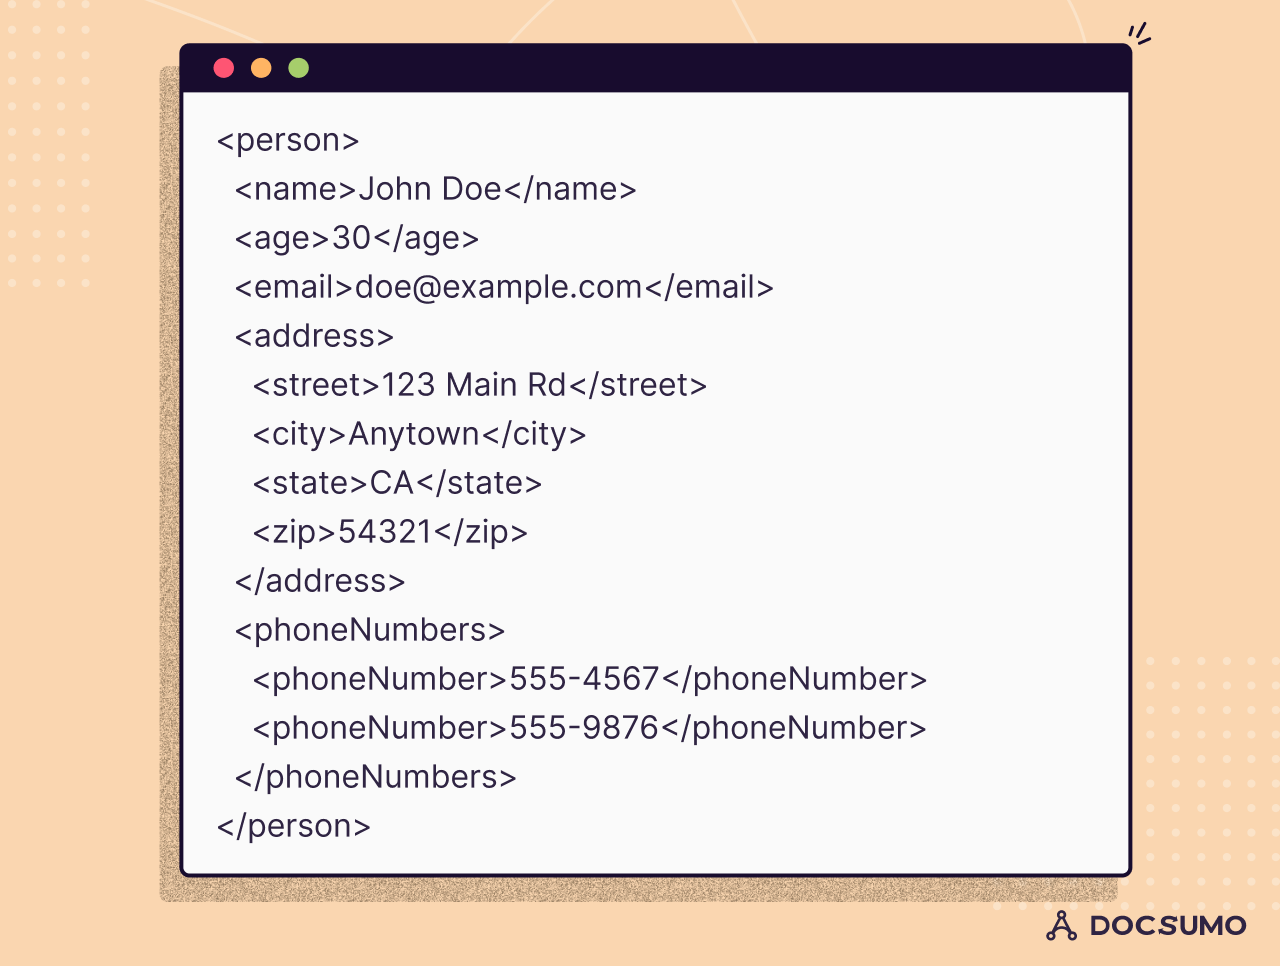 <person>
  <name>John Doe</name>
  <age>30</age>
  <email>doe@example.com</email>
  <address>
    <street>123 Main Rd</street>
    <city>Anytown</city>
    <state>CA</state>
    <zip>54321</zip>
  </address>
  <phoneNumbers>
    <phoneNumber>555-4567</phoneNumber>
    <phoneNumber>555-9876</phoneNumber>
  </phoneNumbers>
</person>
DOCSUMO